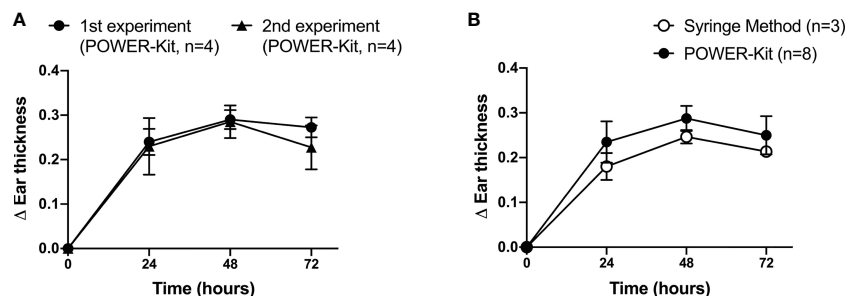 A
1st experiment
(POWER-Kit, n=4)
2nd experiment
(POWER-Kit, n=4)
0.4
0.3
0.2
0.1
0.0
Δ Ear thickness
0 24 48 72
Time (hours)
B
Syringe Method (n=3)
POWER-Kit (n=8)
0.4
0.3
0.2
0.1
0.0
Δ Ear thickness
0 24 48 72
Time (hours)